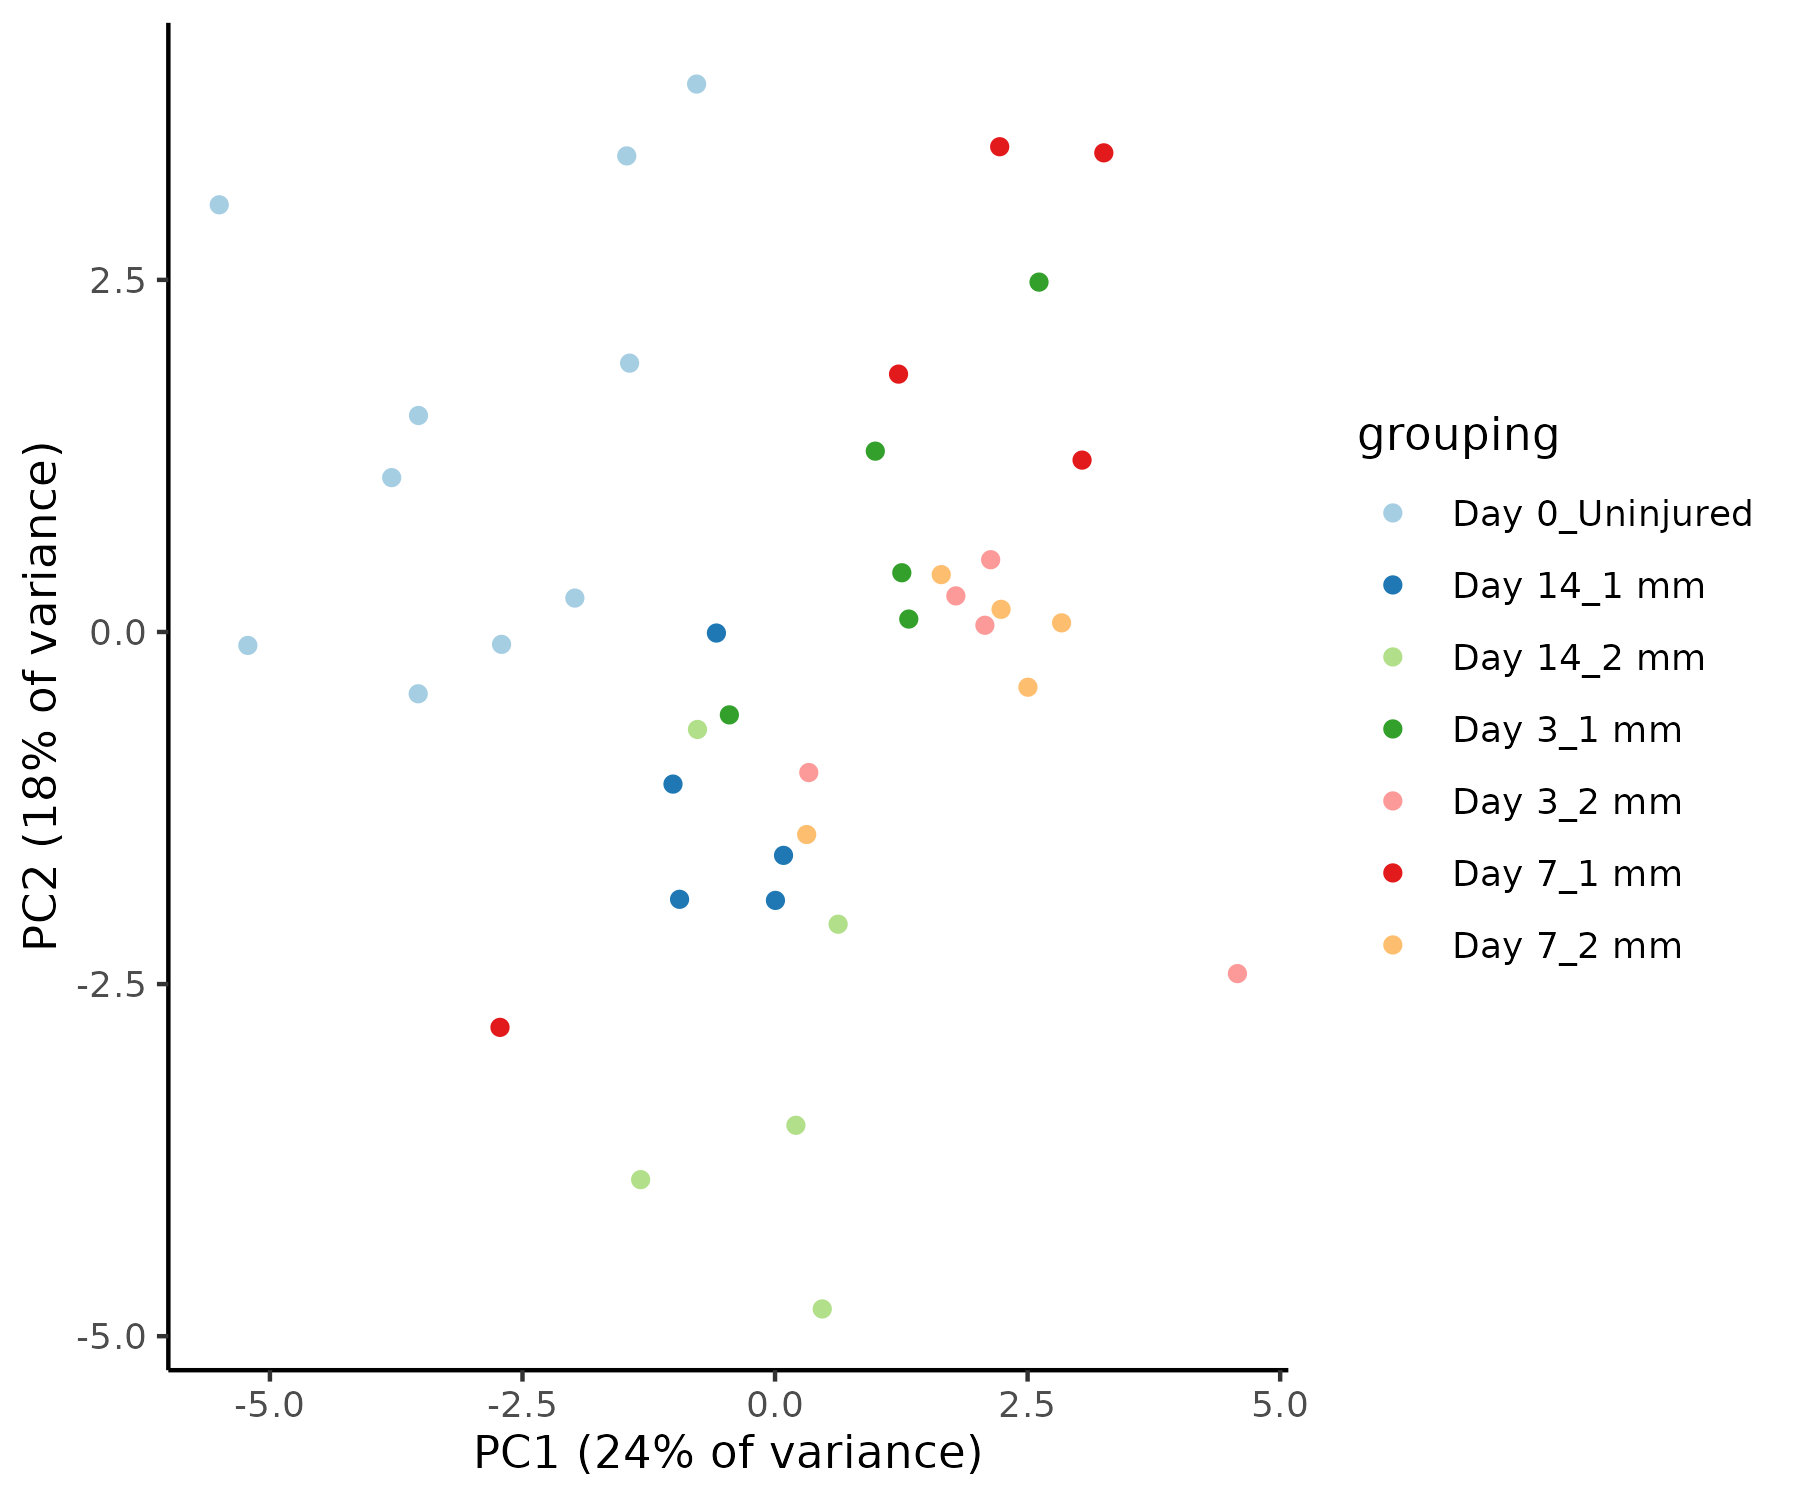 2.5
0.0
-2.5
-5.0
PC2 (18% of variance)
-5.0 -2.5 0.0 2.5 5.0
PC1 (24% of variance)
grouping
Day 0_Uninjured
Day 14_1 mm
Day 14_2 mm
Day 3_1 mm
Day 3_2 mm
Day 7_1 mm
Day 7_2 mm